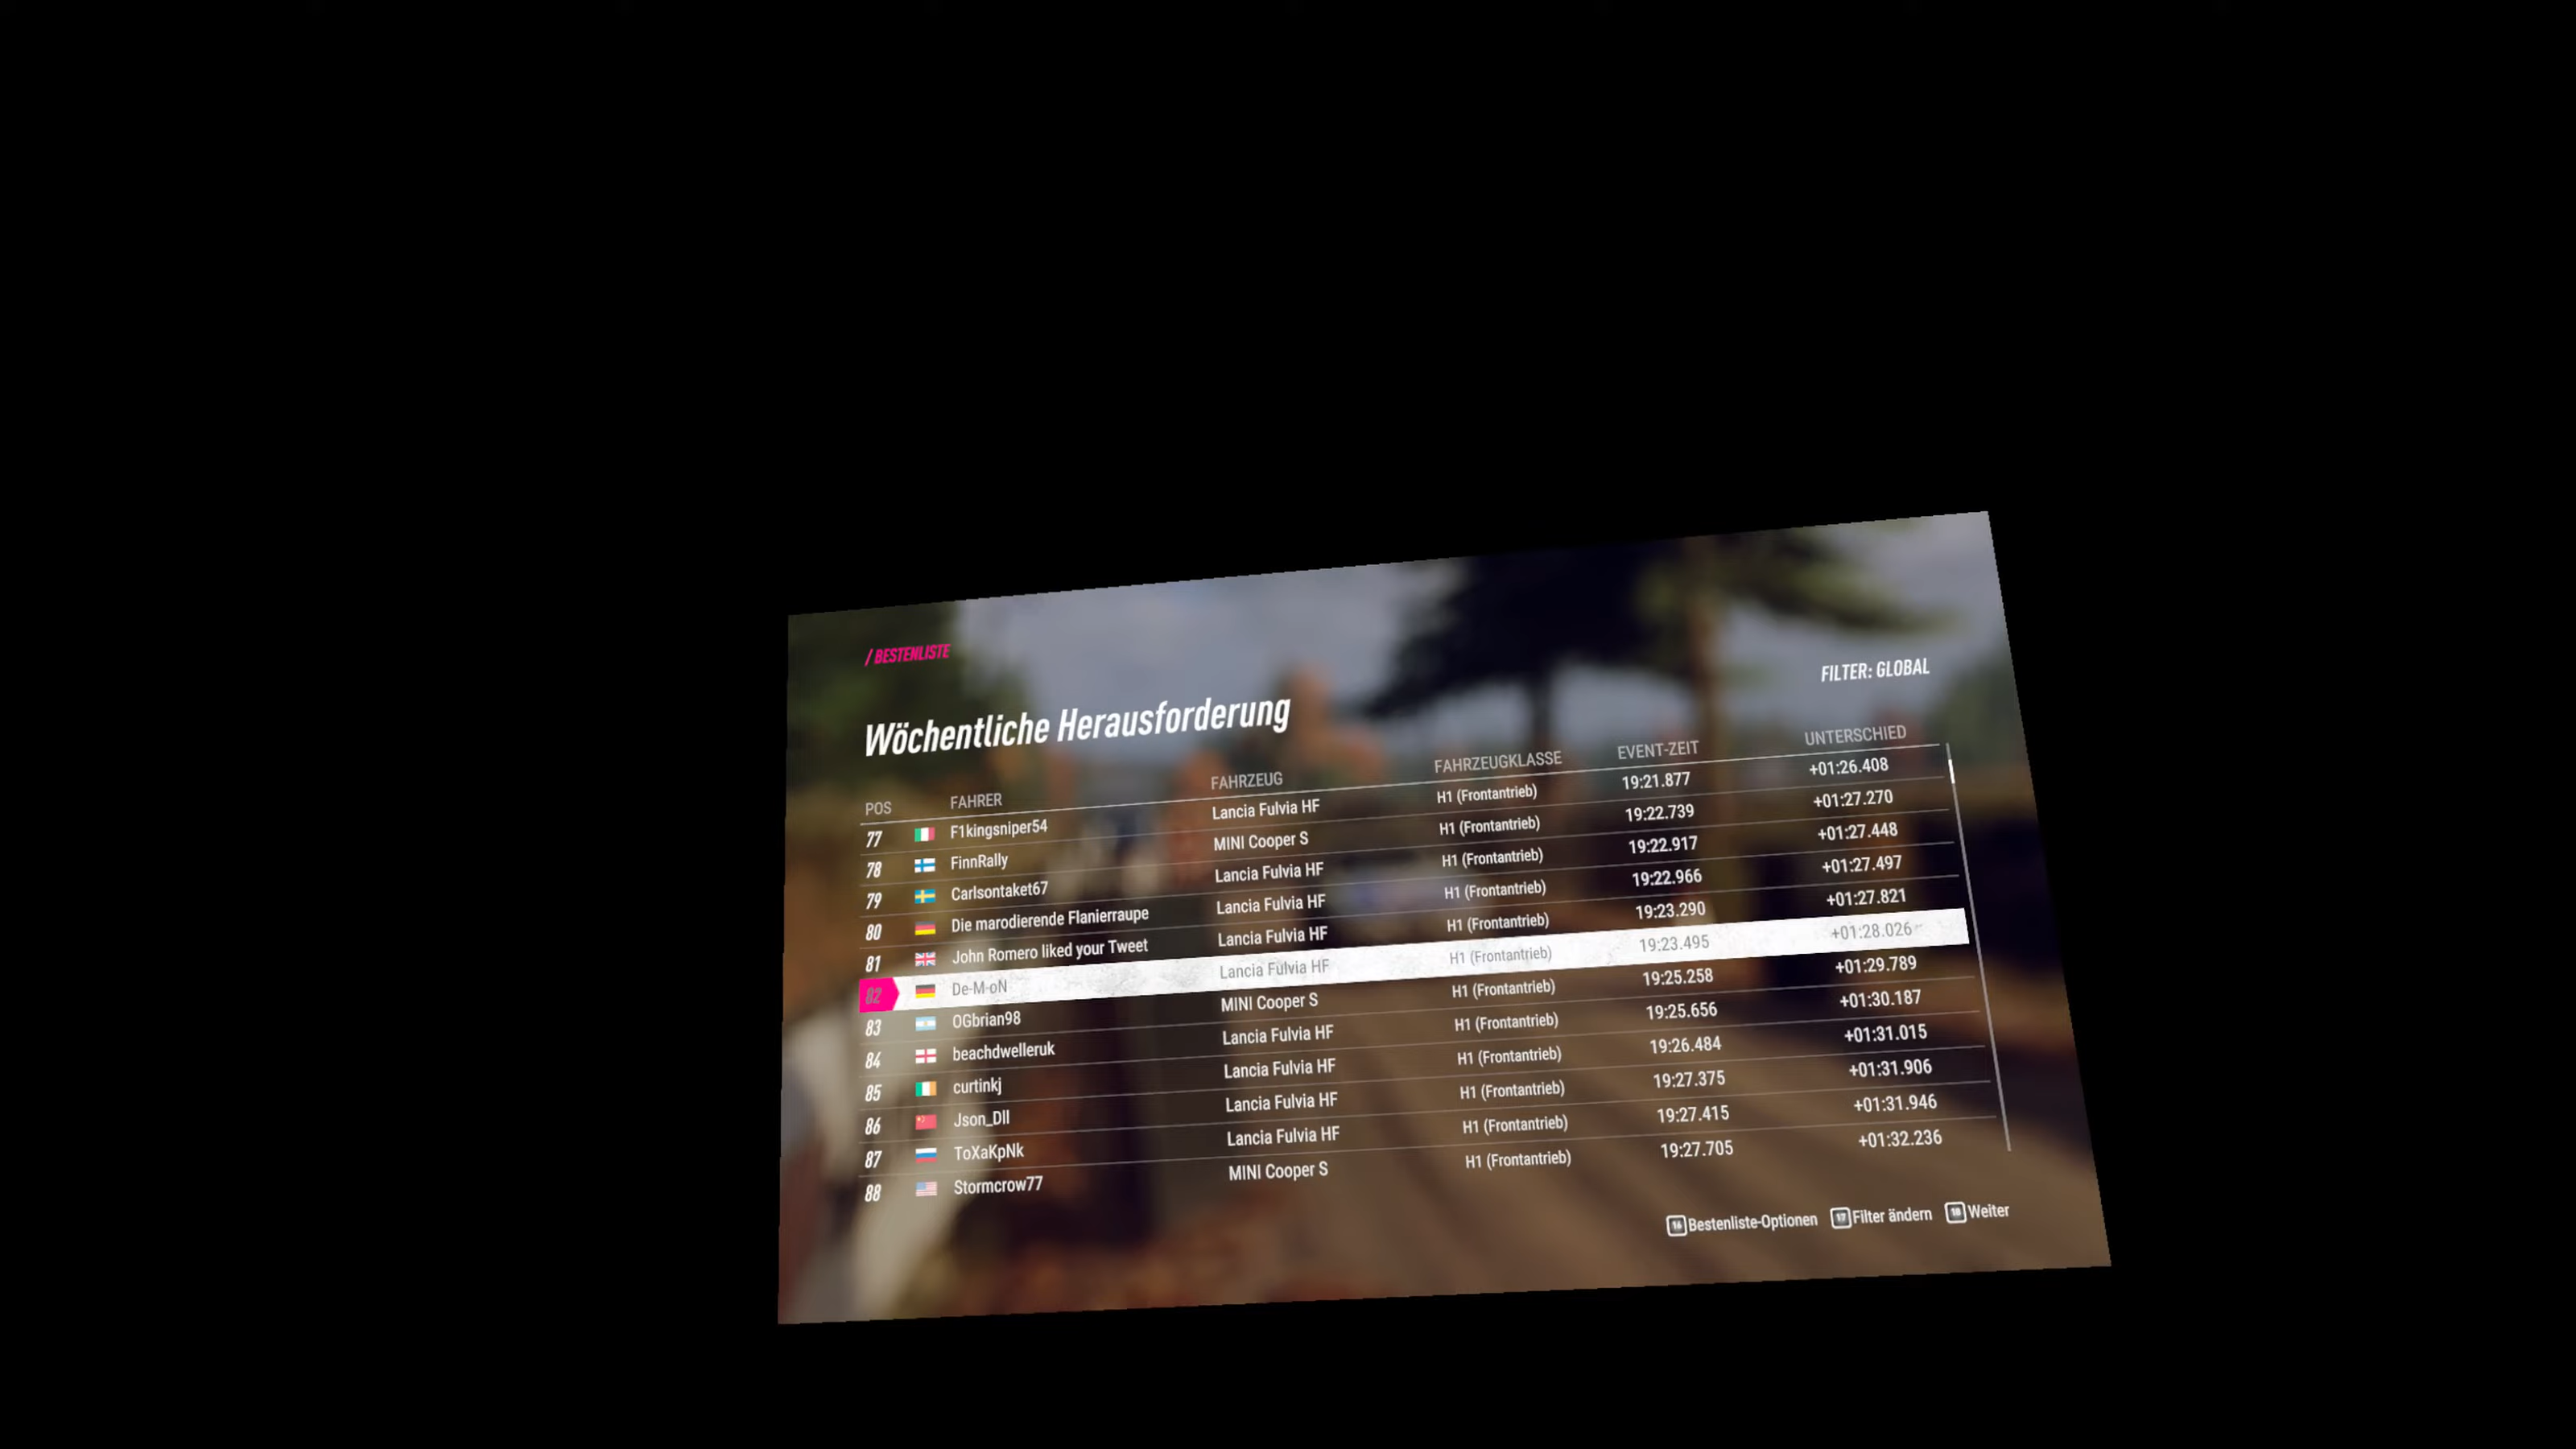 / BESTENLISTE
FILTER: GLOBAL
Wöchentliche Herausforderung
POS FAHRER FAHRZEUG FAHRZEUGKLASSE EVENT-ZEIT UNTERSCHIED
77 F1kingsniper54 Lancia Fulvia HF H1 (Frontantrieb) 19:21.877 +01:26.408
78 FinnRally MINI Cooper S H1 (Frontantrieb) 19:22.739 +01:27.270
79 Carlsontaket67 Lancia Fulvia HF H1 (Frontantrieb) 19:22.917 +01:27.448
80 Die marodierende Flanierraupe Lancia Fulvia HF H1 (Frontantrieb) 19:22.966 +01:27.497
81 John Romero liked your Tweet Lancia Fulvia HF H1 (Frontantrieb) 19:23.290 +01:27.821
82 De-M-oN Lancia Fulvia HF H1 (Frontantrieb) 19:23.495 +01:28.026
83 OGbrian98 MINI Cooper S H1 (Frontantrieb) 19:25.258 +01:29.789
84 beachdwelleruk Lancia Fulvia HF H1 (Frontantrieb) 19:25.656 +01:30.187
85 curtinkj Lancia Fulvia HF H1 (Frontantrieb) 19:26.484 +01:31.015
86 Json_Dll Lancia Fulvia HF H1 (Frontantrieb) 19:27.375 +01:31.906
87 ToXaKpNk Lancia Fulvia HF H1 (Frontantrieb) 19:27.415 +01:31.946
88 Stormcrow77 MINI Cooper S H1 (Frontantrieb) 19:27.705 +01:32.236
16 Bestenliste-Optionen 17 Filter ändern 18 Weiter